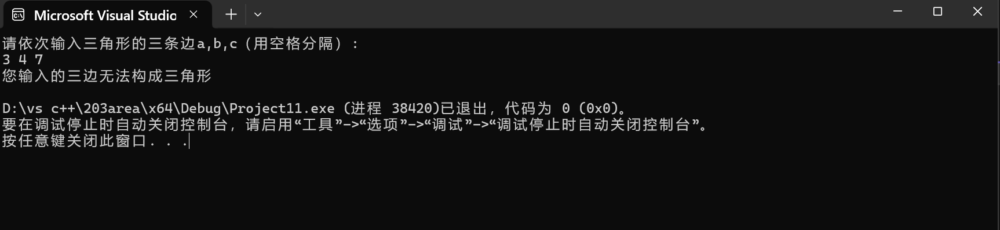 Microsoft Visual Studio
请依次输入三角形的三条边a,b,c（用空格分隔）:
3 4 7
您输入的三边无法构成三角形
D:\vs c++\203area\x64\Debug\Project11.exe (进程 38420)已退出，代码为 0 (0x0)。
要在调试停止时自动关闭控制台，请启用“工具”->“选项”->“调试”->“调试停止时自动关闭控制台”。
按任意键关闭此窗口. . .